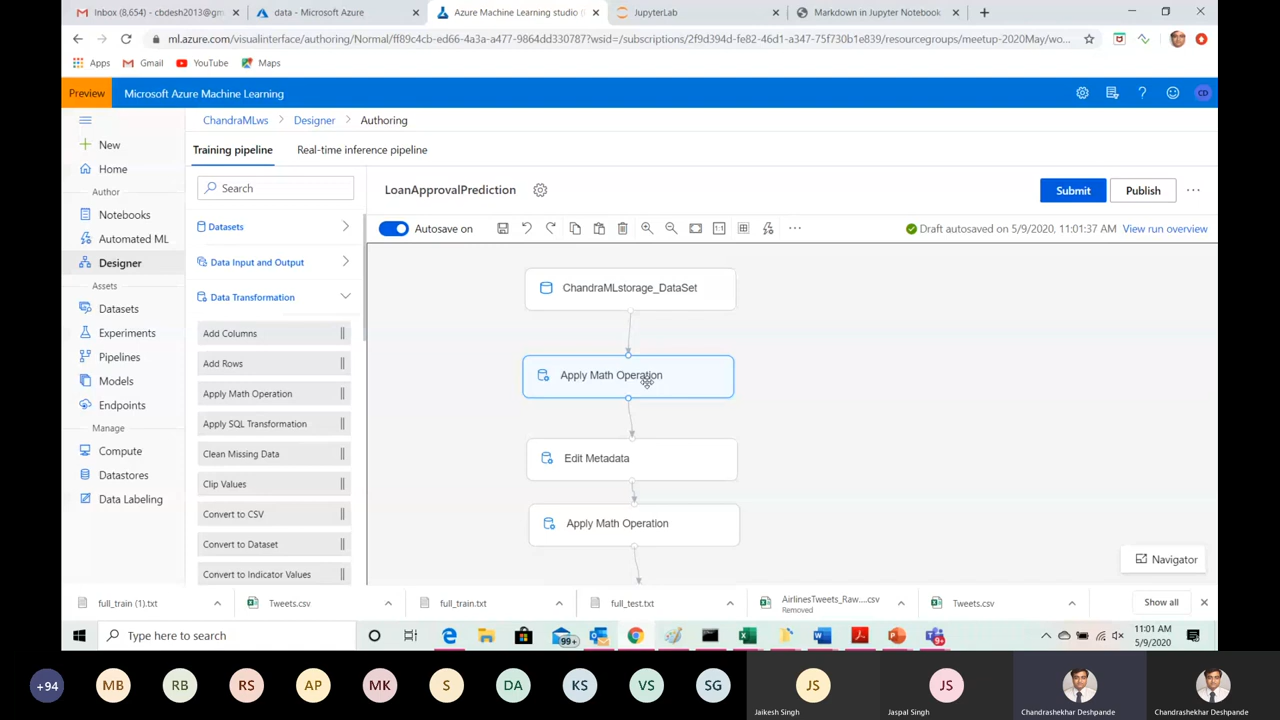 Inbox (8,654) - cbdesh2013@gm
data - Microsoft Azure
Azure Machine Learning studio (
JupyterLab
Markdown in Jupyter Notebook
ml.azure.com/visualinterface/authoring/Normal/ff89c4cb-ed66-4a3a-a477-9864dd330787?wsid=/subscriptions/2f9d394d-fe82-46d1-a347-75f730b1e839/resourcegroups/meetup-2020May/wo...
Apps
Gmail
YouTube
Maps
Preview
Microsoft Azure Machine Learning
CD
ChandraMLws > Designer > Authoring
New
Home
Author
Notebooks
Automated ML
Designer
Assets
Datasets
Experiments
Pipelines
Models
Endpoints
Manage
Compute
Datastores
Data Labeling
Training pipeline
Real-time inference pipeline
Search
Datasets
Data Input and Output
Data Transformation
Add Columns
Add Rows
Apply Math Operation
Apply SQL Transformation
Clean Missing Data
Clip Values
Convert to CSV
Convert to Dataset
Convert to Indicator Values
LoanApprovalPrediction
Submit
Publish
Autosave on
1:1
Draft autosaved on 5/9/2020, 11:01:37 AM
View run overview
ChandraMLstorage_DataSet
Apply Math Operation
Edit Metadata
Apply Math Operation
Navigator
full_train (1).txt
Tweets.csv
full_train.txt
full_test.txt
AirlinesTweets_Raw....csv
Removed
Tweets.csv
Show all
Type here to search
99+
9+
11:01 AM
5/9/2020
+94
MB
RB
RS
AP
MK
S
DA
KS
VS
SG
JS
Jaikesh Singh
JS
Jaspal Singh
Chandrashekhar Deshpande
Chandrashekhar Deshpande